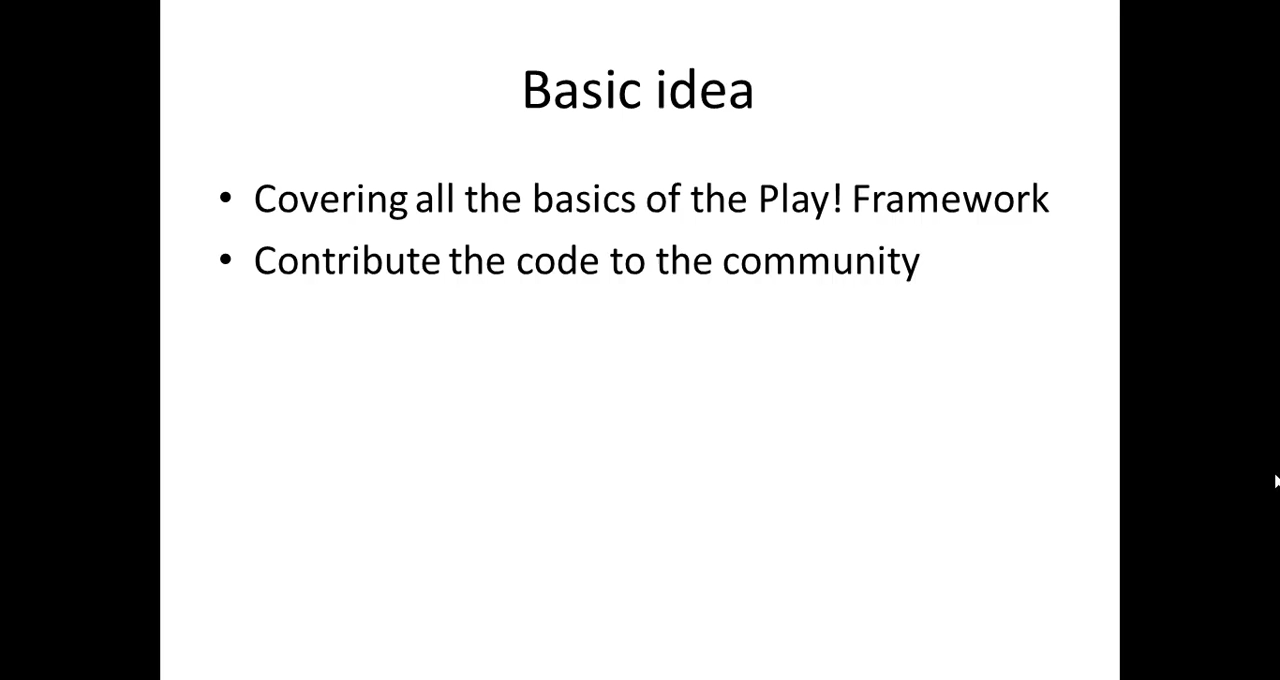 Basic idea
• Covering all the basics of the Play! Framework
• Contribute the code to the community